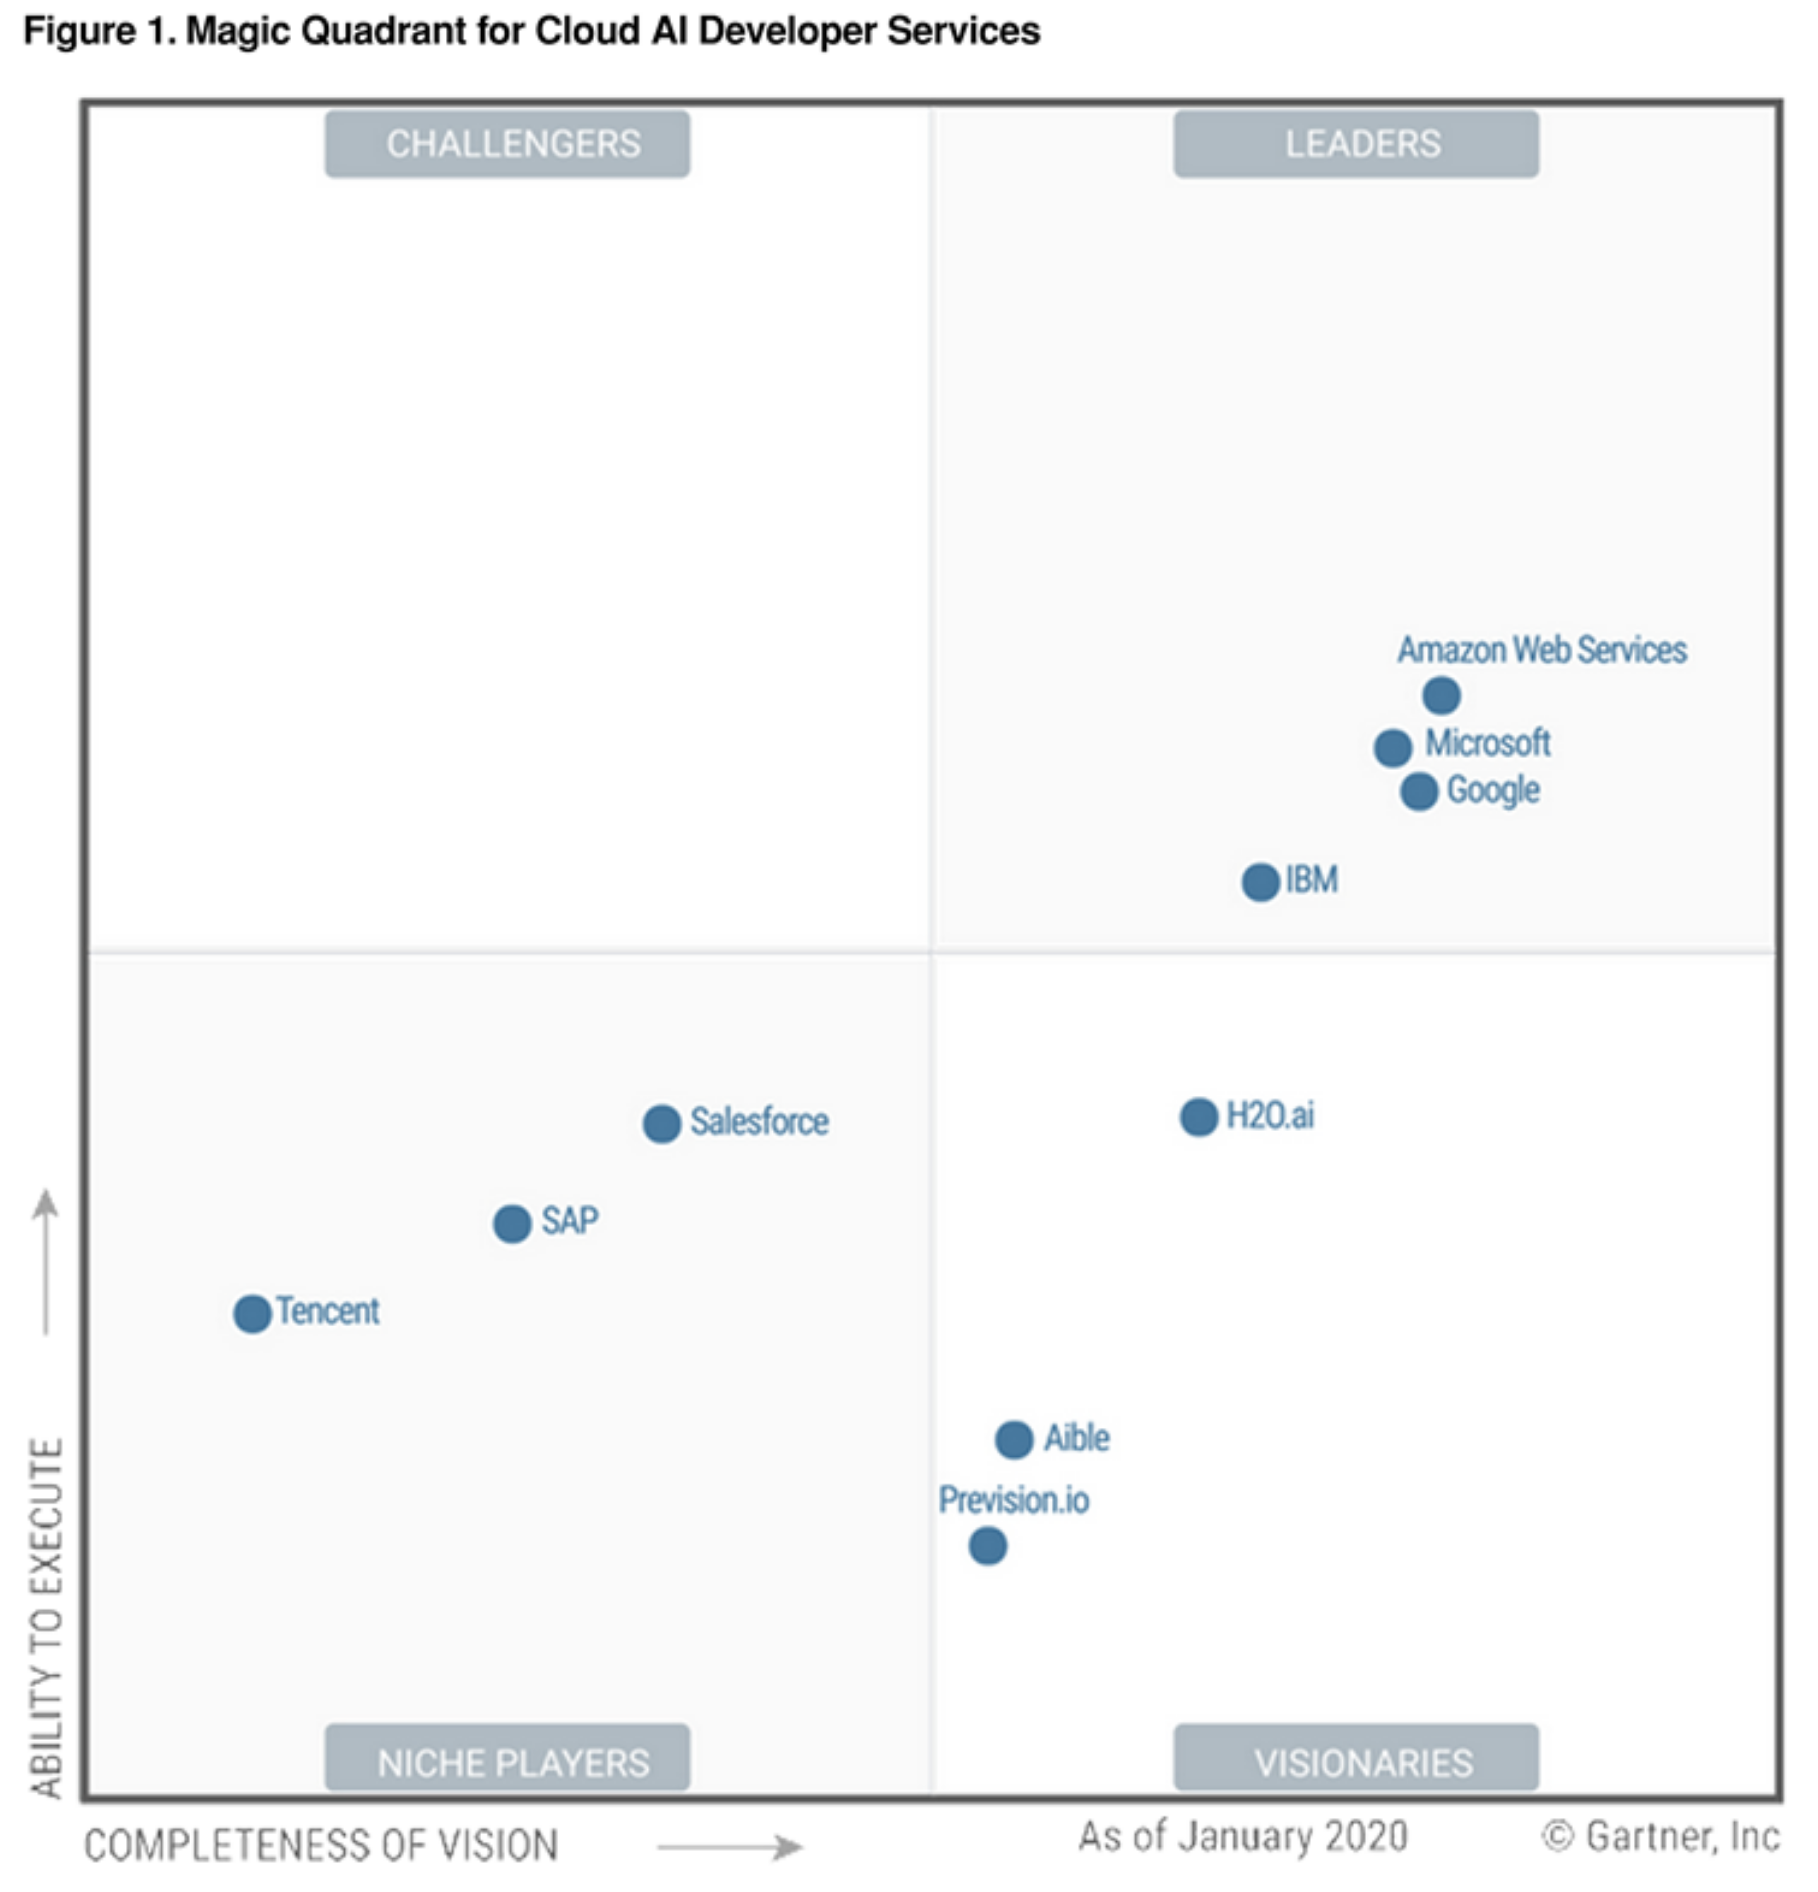 Figure 1. Magic Quadrant for Cloud AI Developer Services
CHALLENGERS
LEADERS
Amazon Web Services
Microsoft
Google
IBM
Salesforce
H2O.ai
SAP
Tencent
Aible
Prevision.io
NICHE PLAYERS
VISIONARIES
ABILITY TO EXECUTE
COMPLETENESS OF VISION
As of January 2020
© Gartner, Inc